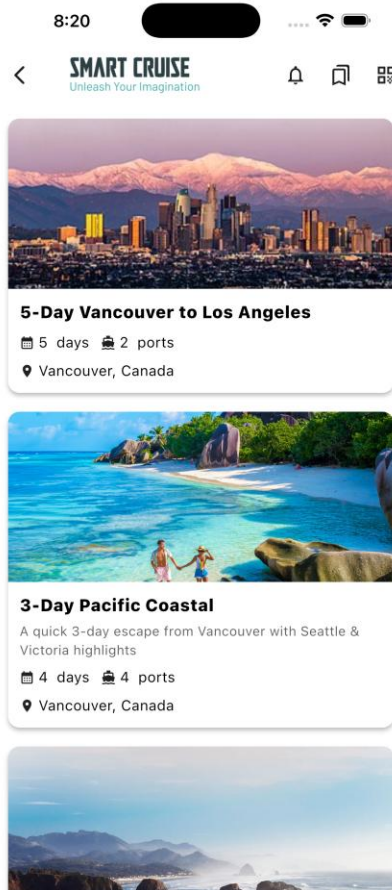 8:20
SMART CRUISE
Unleash Your Imagination
5-Day Vancouver to Los Angeles
5 days 2 ports
Vancouver, Canada
3-Day Pacific Coastal
A quick 3-day escape from Vancouver with Seattle &
Victoria highlights
4 days 4 ports
Vancouver, Canada